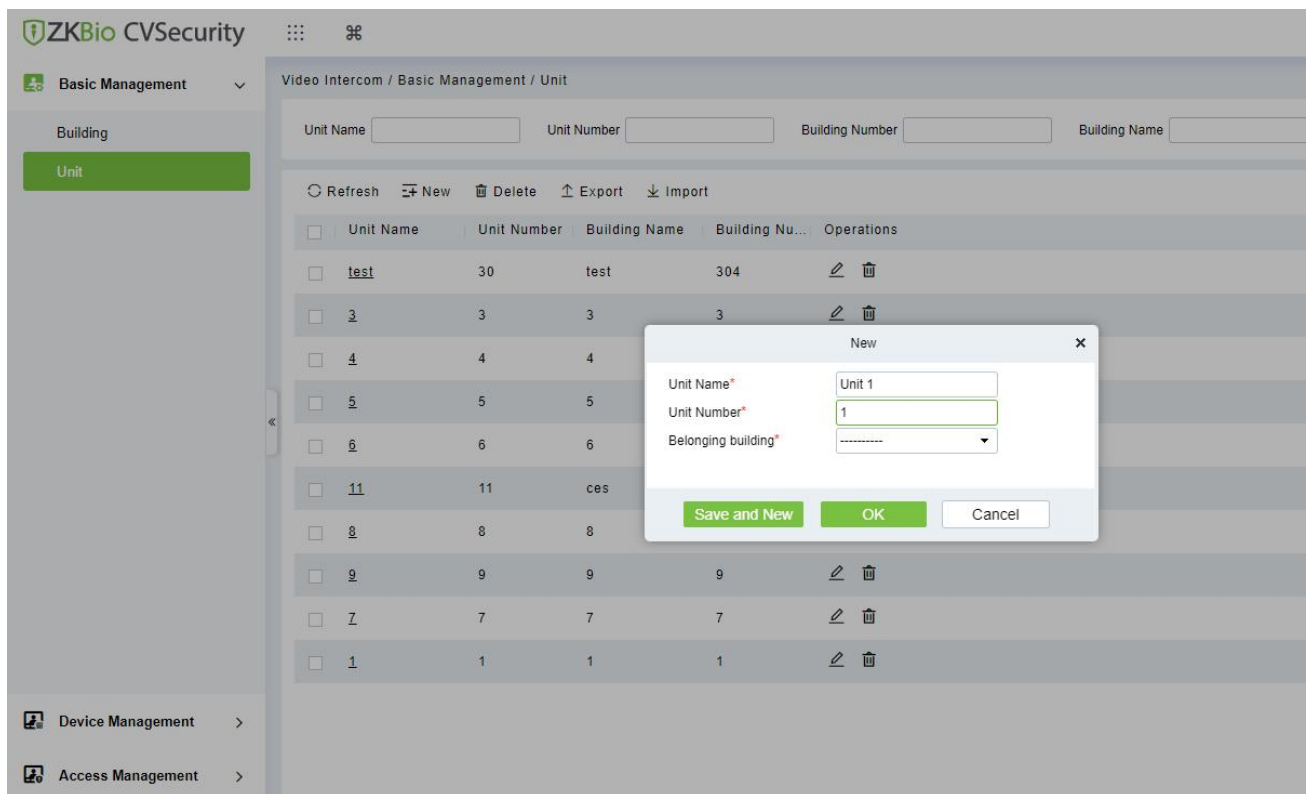 ZKBio CVSecurity
Basic Management
Building
Unit
Device Management
Access Management
Video Intercom / Basic Management / Unit
Unit Name Unit Number Building Number Building Name
Refresh New Delete Export Import
Unit Name Unit Number Building Name Building Nu... Operations
test 30 test 304
3 3 3 3
4 4 4
5 5 5
6 6 6
11 11 ces
8 8 8
9 9 9 9
7 7 7 7
1 1 1 1
New
Unit Name* Unit 1
Unit Number* 1
Belonging building* ----------
Save and New OK Cancel